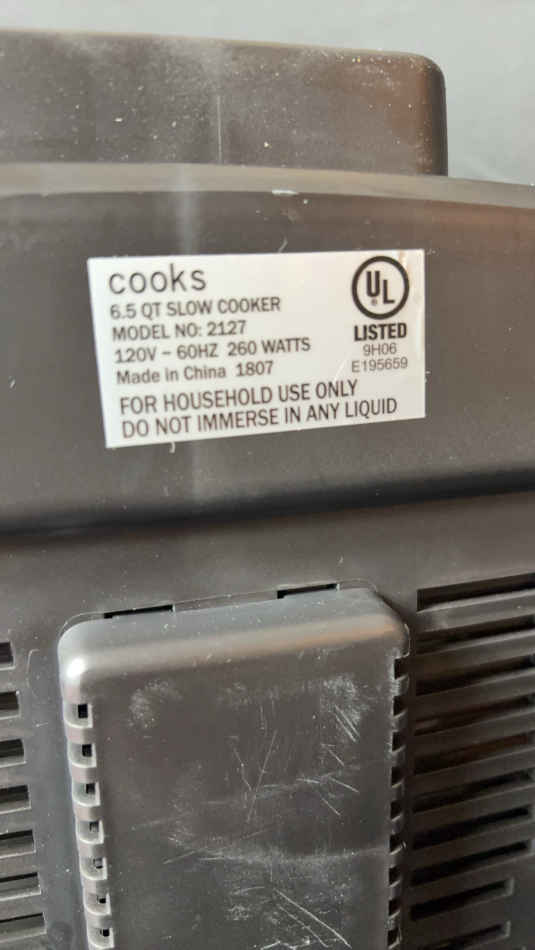 cooks
6.5 QT SLOW COOKER
MODEL NO: 2127
120V ~ 60HZ 260 WATTS
Made in China 1807
FOR HOUSEHOLD USE ONLY
DO NOT IMMERSE IN ANY LIQUID
UL
®
LISTED
9H06
E195659